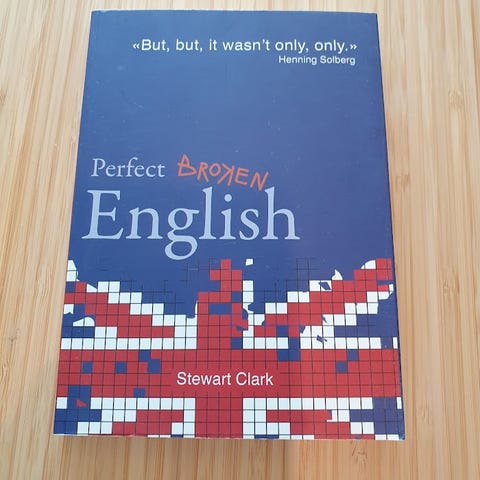 «But, but, it wasn't only, only.»
Henning Solberg
Perfect BROKEN
English
Stewart Clark